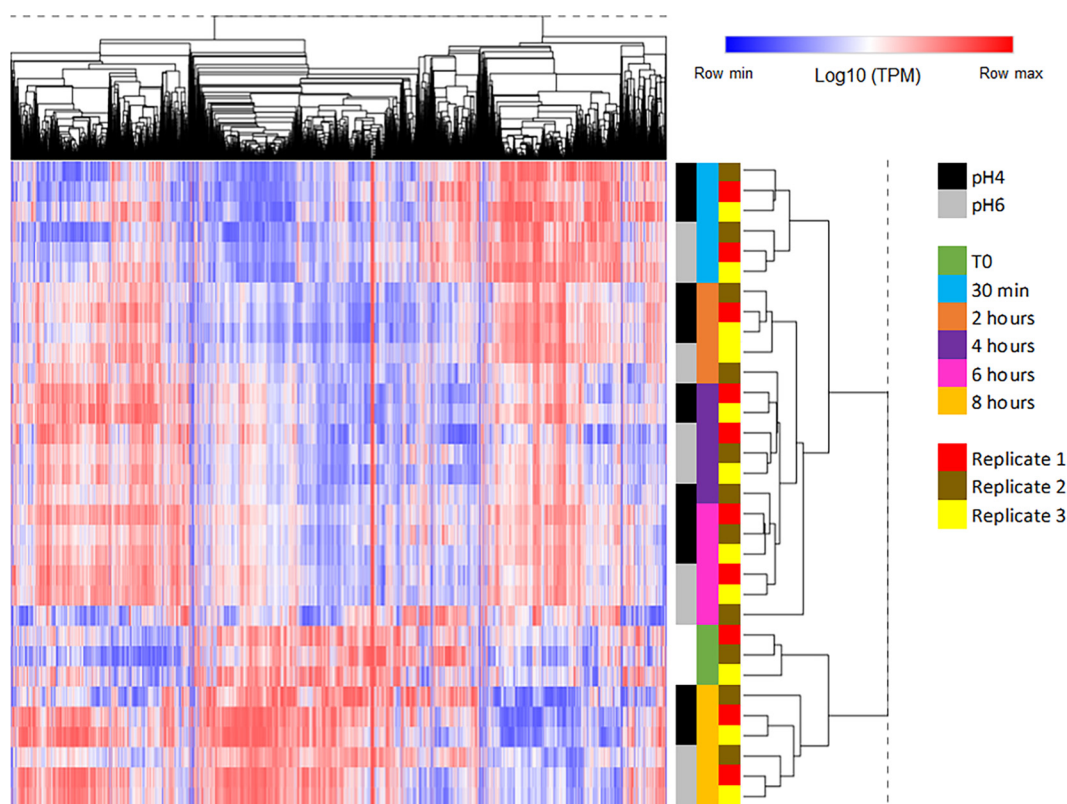 Row min
Log10 (TPM)
Row max
pH4
pH6
T0
30 min
2 hours
4 hours
6 hours
8 hours
Replicate 1
Replicate 2
Replicate 3